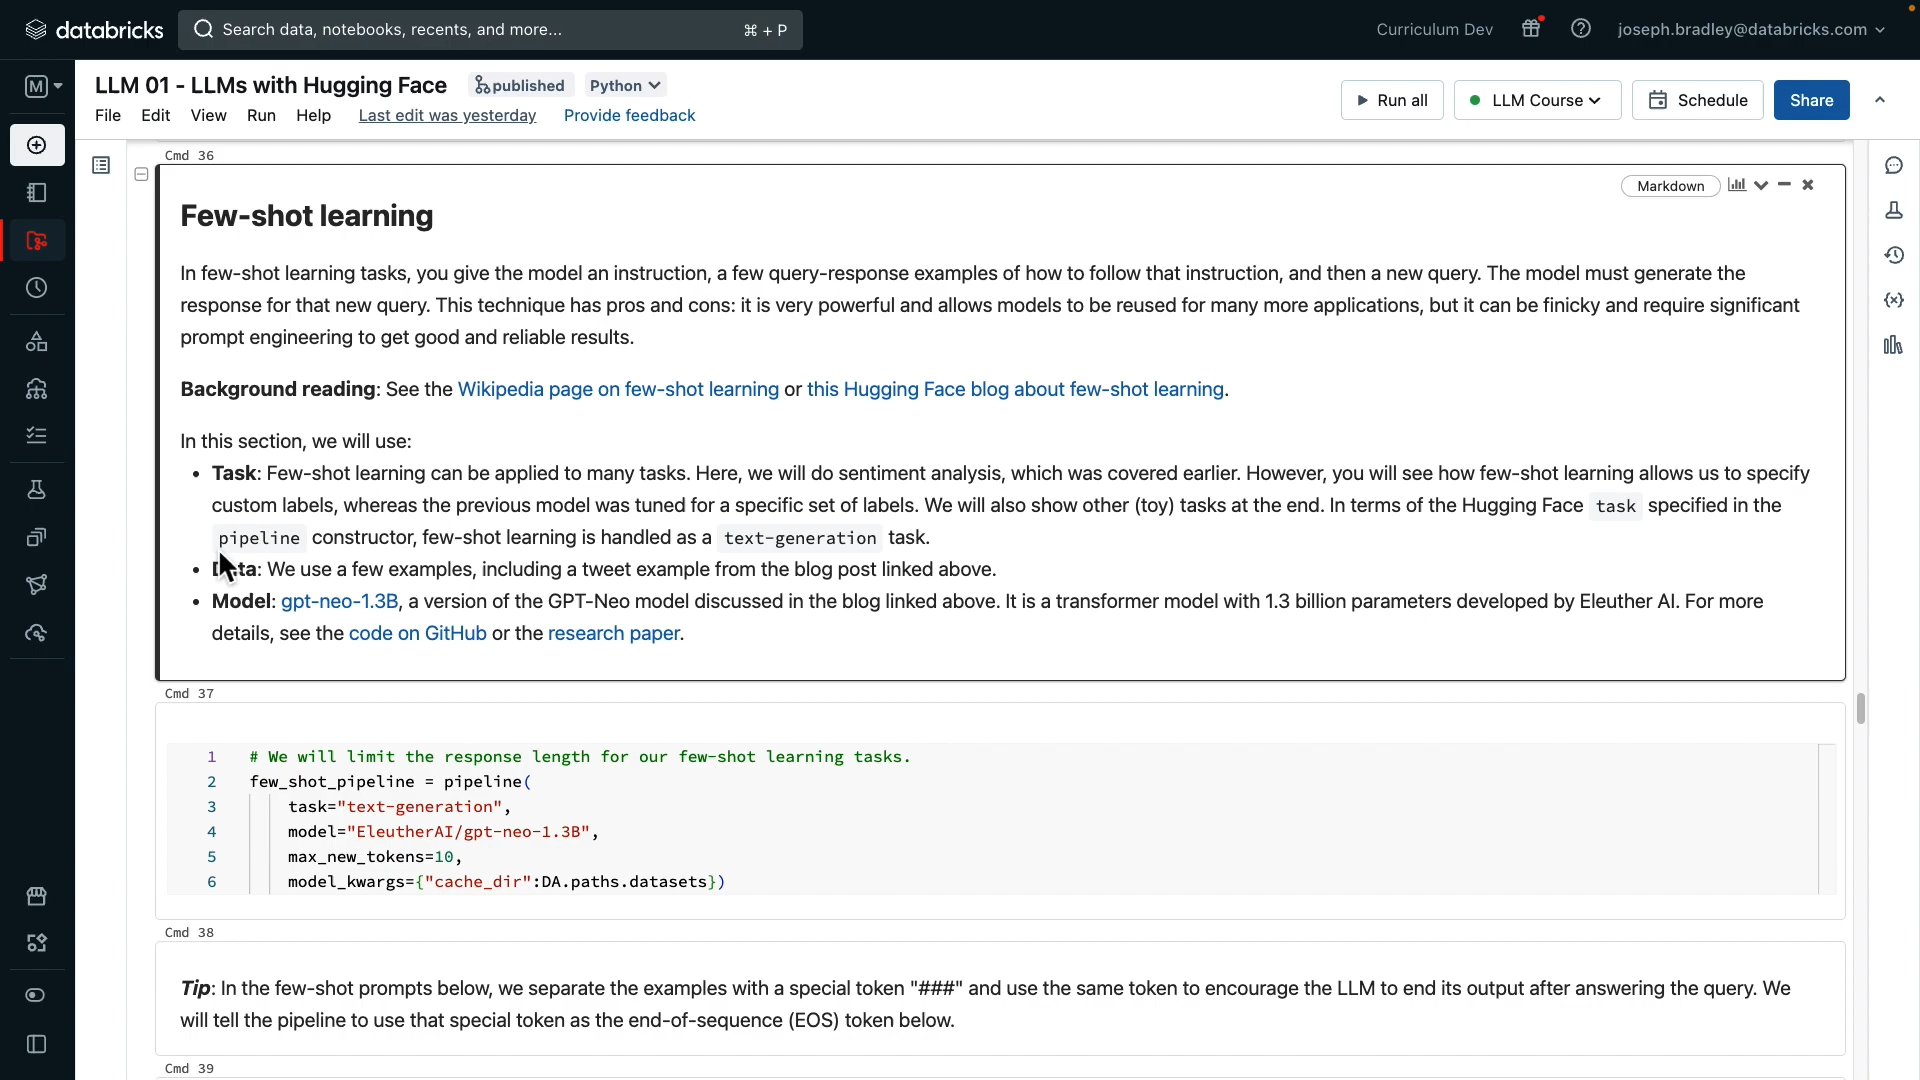 databricks
Search data, notebooks, recents, and more...
⌘ + P
Curriculum Dev
joseph.bradley@databricks.com
M
LLM 01 - LLMs with Hugging Face
published
Python
File Edit View Run Help Last edit was yesterday Provide feedback
Run all
LLM Course
Schedule
Share
Cmd 36
Markdown
Few-shot learning
In few-shot learning tasks, you give the model an instruction, a few query-response examples of how to follow that instruction, and then a new query. The model must generate the
response for that new query. This technique has pros and cons: it is very powerful and allows models to be reused for many more applications, but it can be finicky and require significant
prompt engineering to get good and reliable results.
Background reading: See the Wikipedia page on few-shot learning or this Hugging Face blog about few-shot learning.
In this section, we will use:
• Task: Few-shot learning can be applied to many tasks. Here, we will do sentiment analysis, which was covered earlier. However, you will see how few-shot learning allows us to specify
custom labels, whereas the previous model was tuned for a specific set of labels. We will also show other (toy) tasks at the end. In terms of the Hugging Face task specified in the
pipeline constructor, few-shot learning is handled as a text-generation task.
• Data: We use a few examples, including a tweet example from the blog post linked above.
• Model: gpt-neo-1.3B, a version of the GPT-Neo model discussed in the blog linked above. It is a transformer model with 1.3 billion parameters developed by Eleuther AI. For more
details, see the code on GitHub or the research paper.
Cmd 37
1 # We will limit the response length for our few-shot learning tasks.
2 few_shot_pipeline = pipeline(
3 task="text-generation",
4 model="EleutherAI/gpt-neo-1.3B",
5 max_new_tokens=10,
6 model_kwargs={"cache_dir":DA.paths.datasets})
Cmd 38
Tip: In the few-shot prompts below, we separate the examples with a special token "###" and use the same token to encourage the LLM to end its output after answering the query. We
will tell the pipeline to use that special token as the end-of-sequence (EOS) token below.
Cmd 39